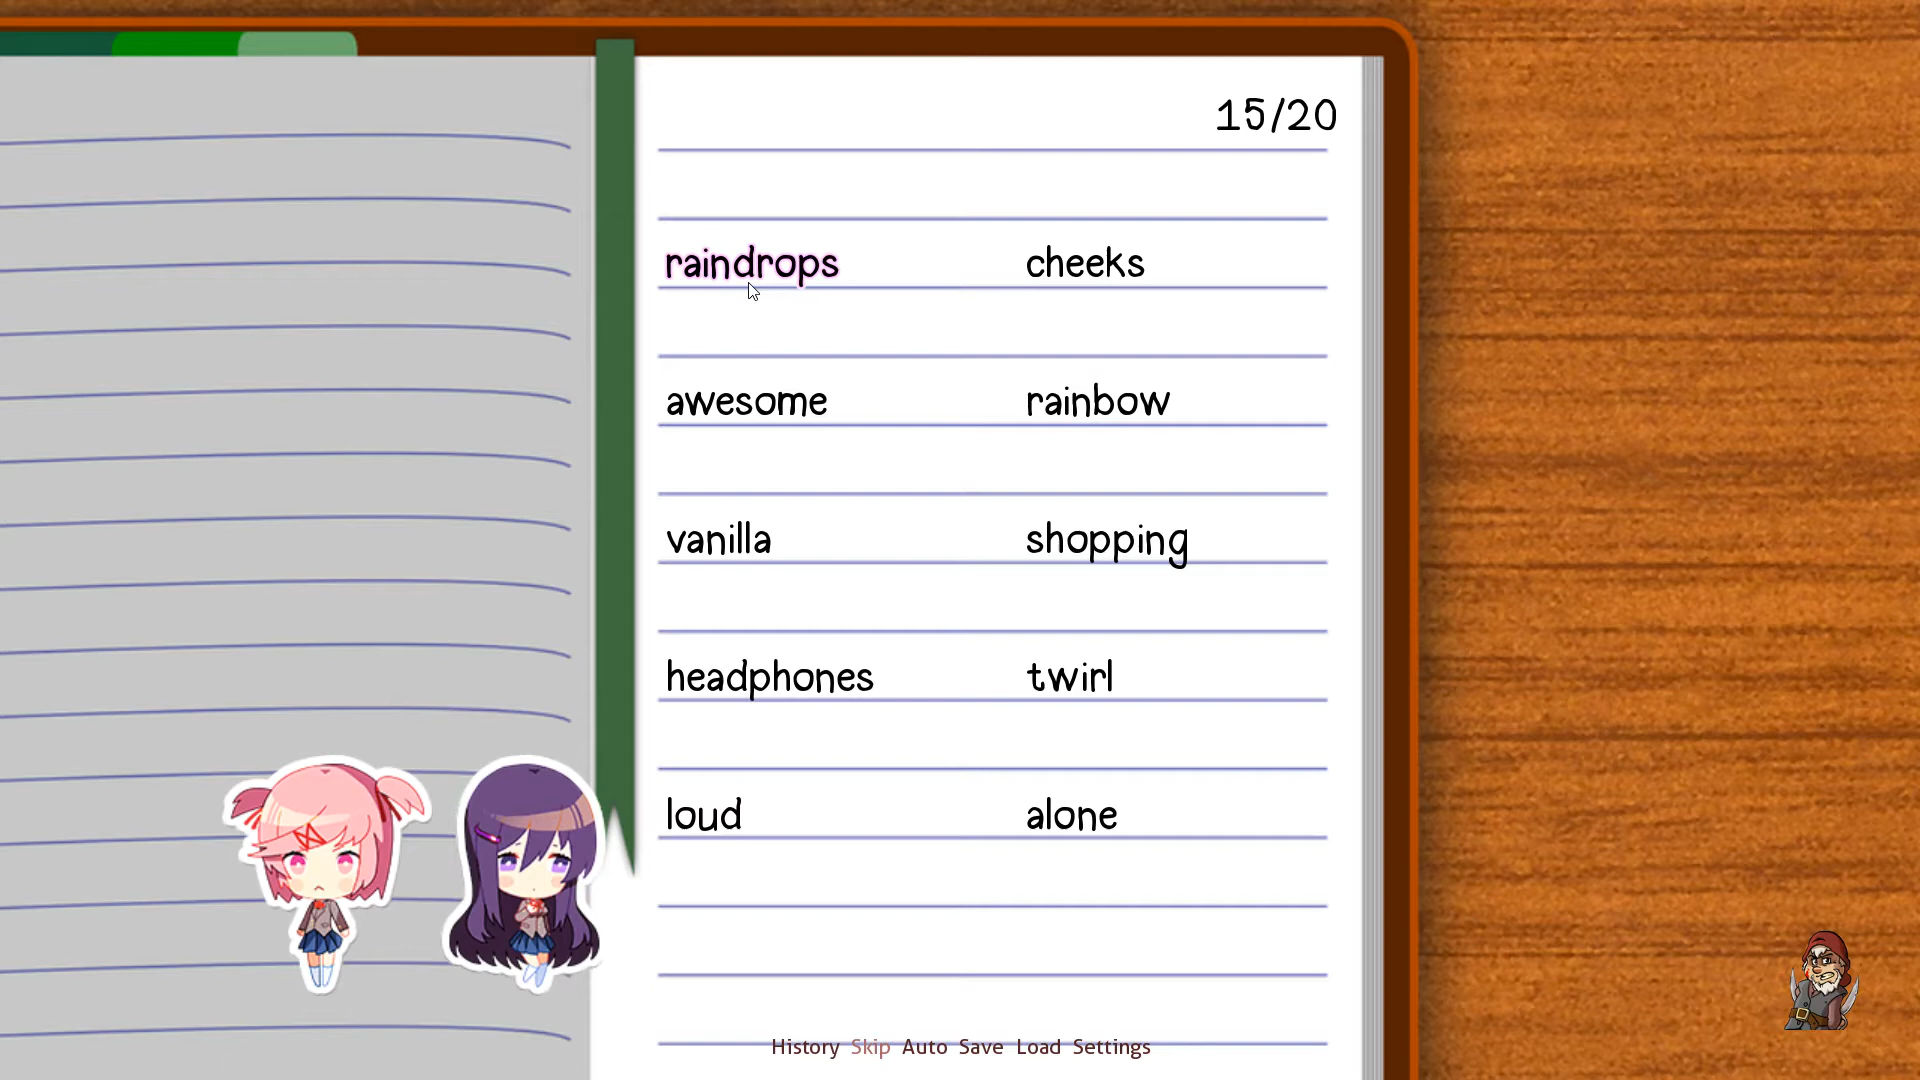 15/20
raindrops cheeks
awesome rainbow
vanilla shopping
headphones twirl
loud alone
History Skip Auto Save Load Settings